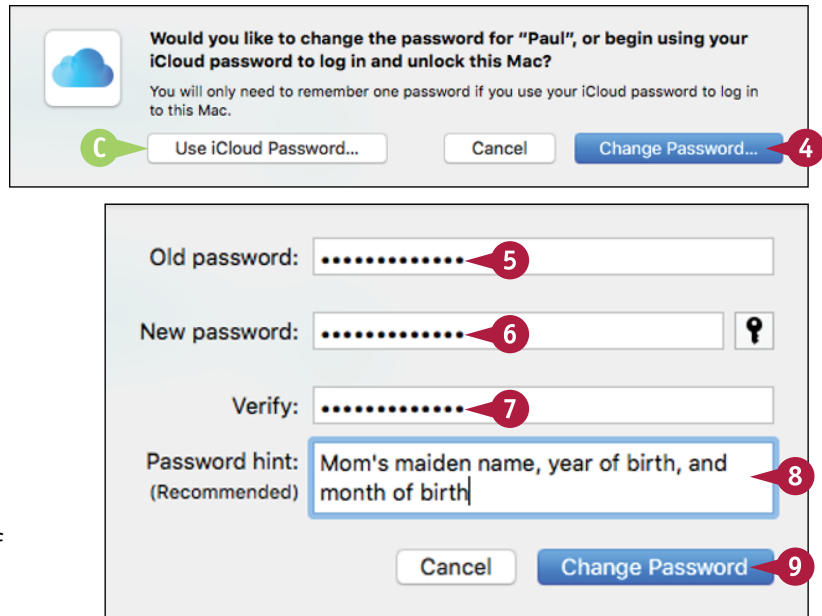 Would you like to change the password for “Paul”, or begin using your
iCloud password to log in and unlock this Mac?
You will only need to remember one password if you use your iCloud password to log in
to this Mac.
C Use iCloud Password... Cancel Change Password... 4
Old password: ••••••••••••• 5
New password: ••••••••••••• 6
Verify: ••••••••••••• 7
Password hint: Mom's maiden name, year of birth, and
(Recommended) month of birth 8
Cancel Change Password 9